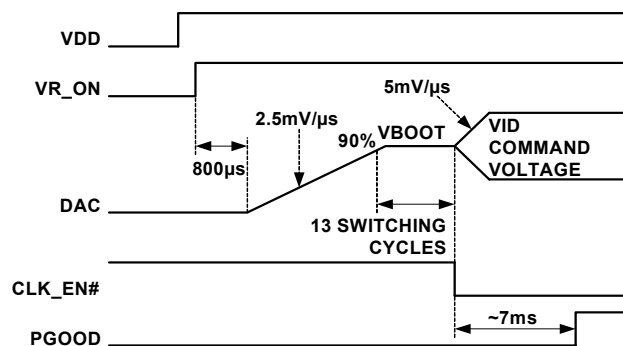 VDD
VR_ON
5mV/µs
2.5mV/µs
90%
VBOOT
VID
COMMAND
VOLTAGE
800µs
DAC
13 SWITCHING
CYCLES
CLK_EN#
~7ms
PGOOD